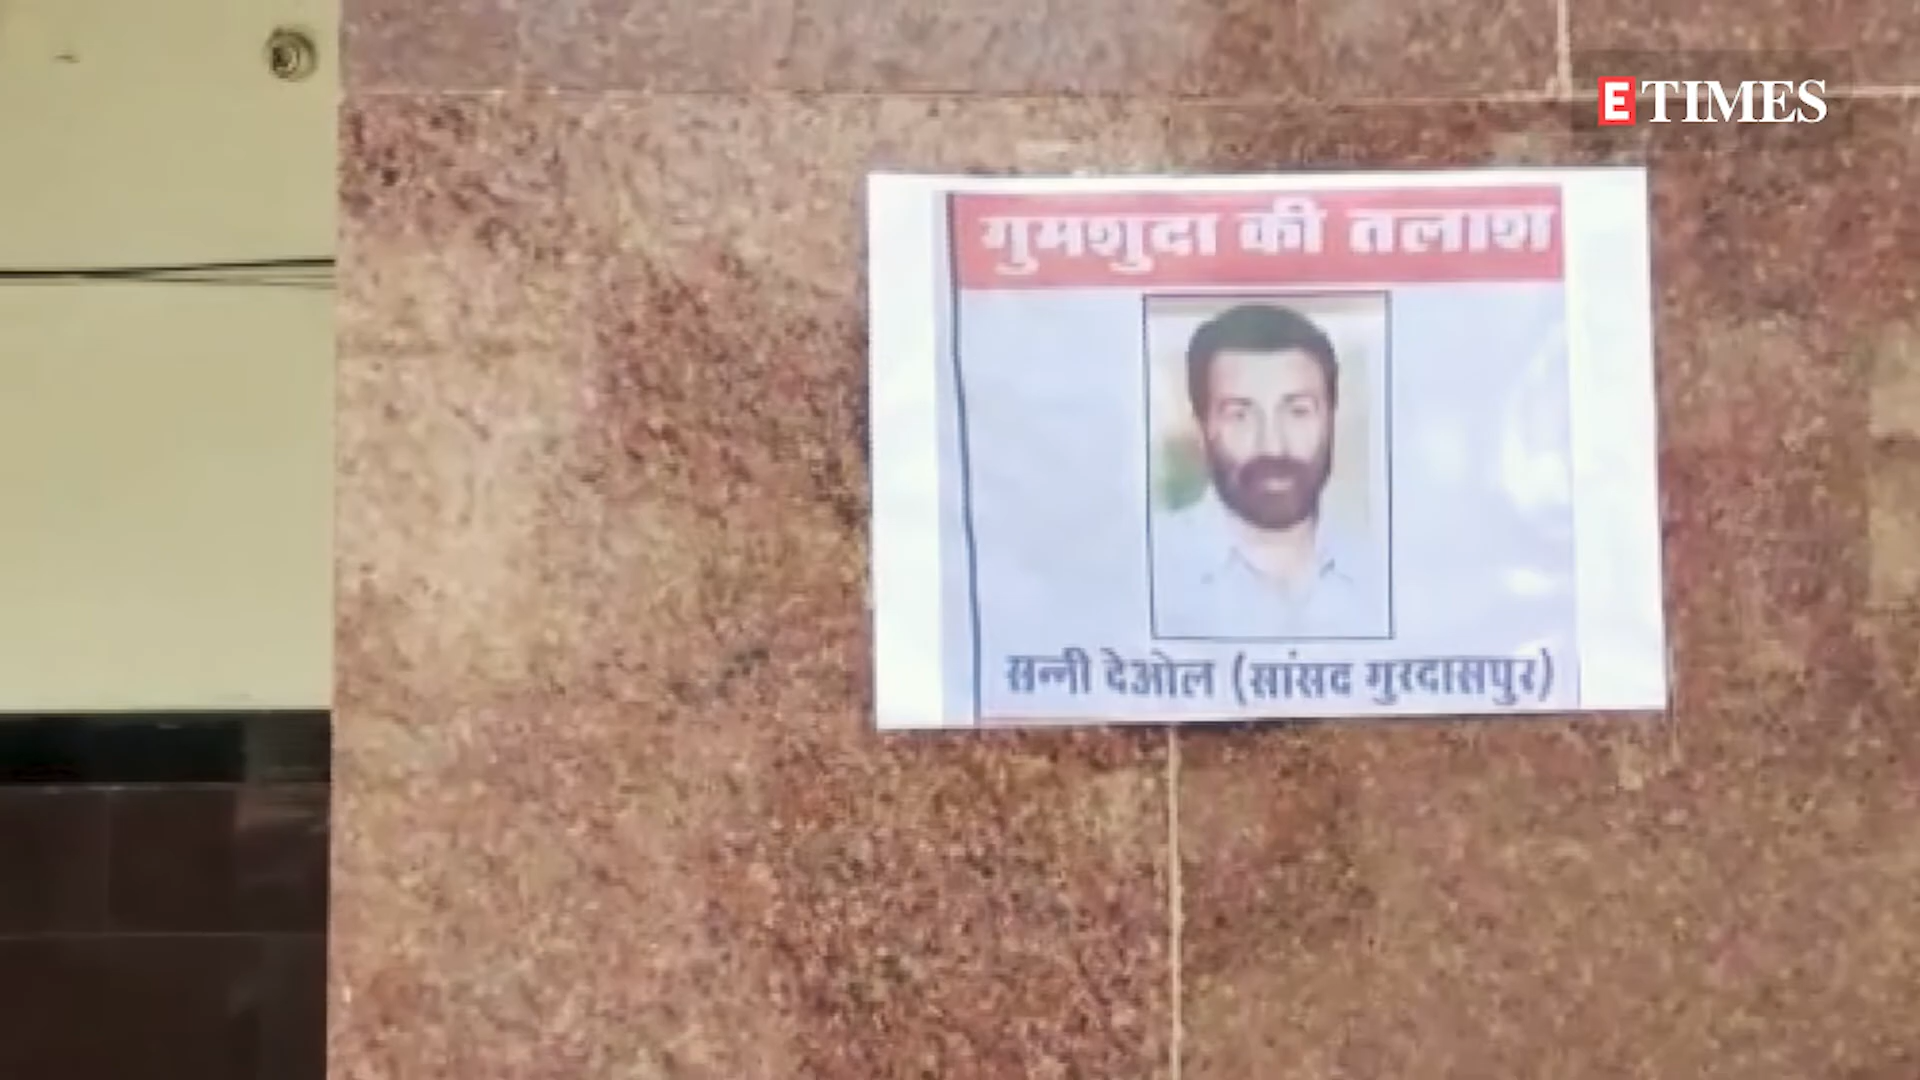 ETIMES
गुमशुदा की तलाश
सन्नी देओल (सांसद गुरदासपुर)